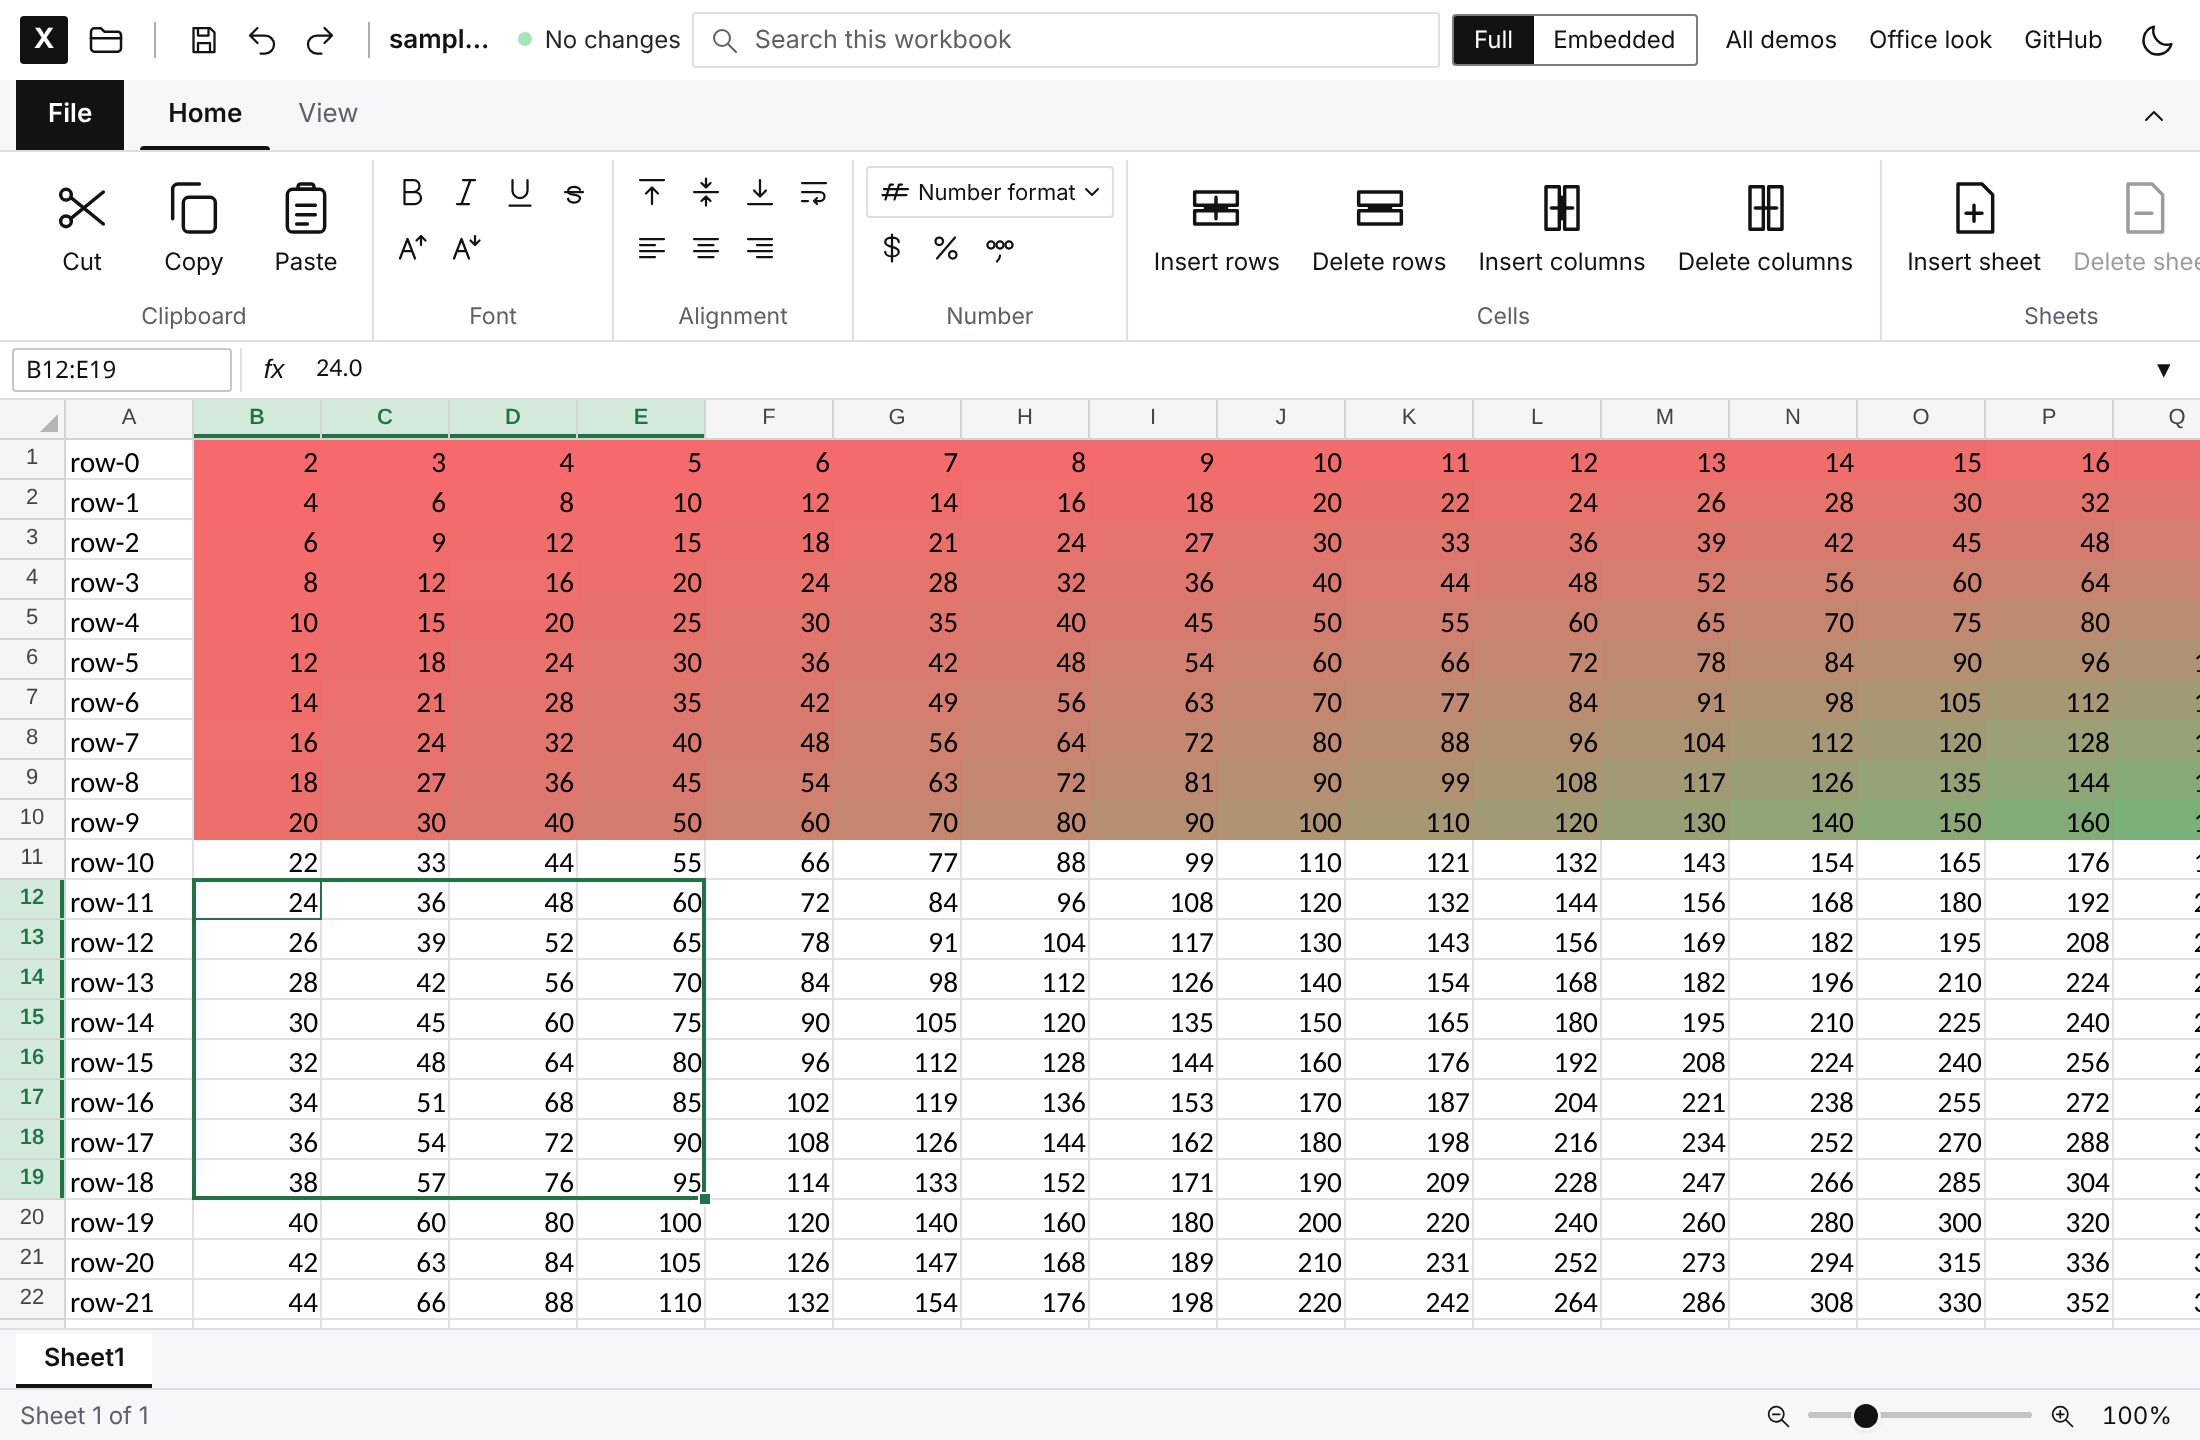 X sampl... No changes Search this workbook Full Embedded All demos Office look GitHub
File Home View
Number format
$ %
Cut Copy Paste Insert rows Delete rows Insert columns Delete columns Insert sheet Delete shee
Clipboard Font Alignment Number Cells Sheets
B12:E19 fx 24.0
A B C D E F G H I J K L M N O P Q
1 row-0 2 3 4 5 6 7 8 9 10 11 12 13 14 15 16
2 row-1 4 6 8 10 12 14 16 18 20 22 24 26 28 30 32
3 row-2 6 9 12 15 18 21 24 27 30 33 36 39 42 45 48
4 row-3 8 12 16 20 24 28 32 36 40 44 48 52 56 60 64
5 row-4 10 15 20 25 30 35 40 45 50 55 60 65 70 75 80
6 row-5 12 18 24 30 36 42 48 54 60 66 72 78 84 90 96
7 row-6 14 21 28 35 42 49 56 63 70 77 84 91 98 105 112
8 row-7 16 24 32 40 48 56 64 72 80 88 96 104 112 120 128
9 row-8 18 27 36 45 54 63 72 81 90 99 108 117 126 135 144
10 row-9 20 30 40 50 60 70 80 90 100 110 120 130 140 150 160
11 row-10 22 33 44 55 66 77 88 99 110 121 132 143 154 165 176
12 row-11 24 36 48 60 72 84 96 108 120 132 144 156 168 180 192
13 row-12 26 39 52 65 78 91 104 117 130 143 156 169 182 195 208
14 row-13 28 42 56 70 84 98 112 126 140 154 168 182 196 210 224
15 row-14 30 45 60 75 90 105 120 135 150 165 180 195 210 225 240
16 row-15 32 48 64 80 96 112 128 144 160 176 192 208 224 240 256
17 row-16 34 51 68 85 102 119 136 153 170 187 204 221 238 255 272
18 row-17 36 54 72 90 108 126 144 162 180 198 216 234 252 270 288
19 row-18 38 57 76 95 114 133 152 171 190 209 228 247 266 285 304
20 row-19 40 60 80 100 120 140 160 180 200 220 240 260 280 300 320
21 row-20 42 63 84 105 126 147 168 189 210 231 252 273 294 315 336
22 row-21 44 66 88 110 132 154 176 198 220 242 264 286 308 330 352
Sheet1
Sheet 1 of 1 100%